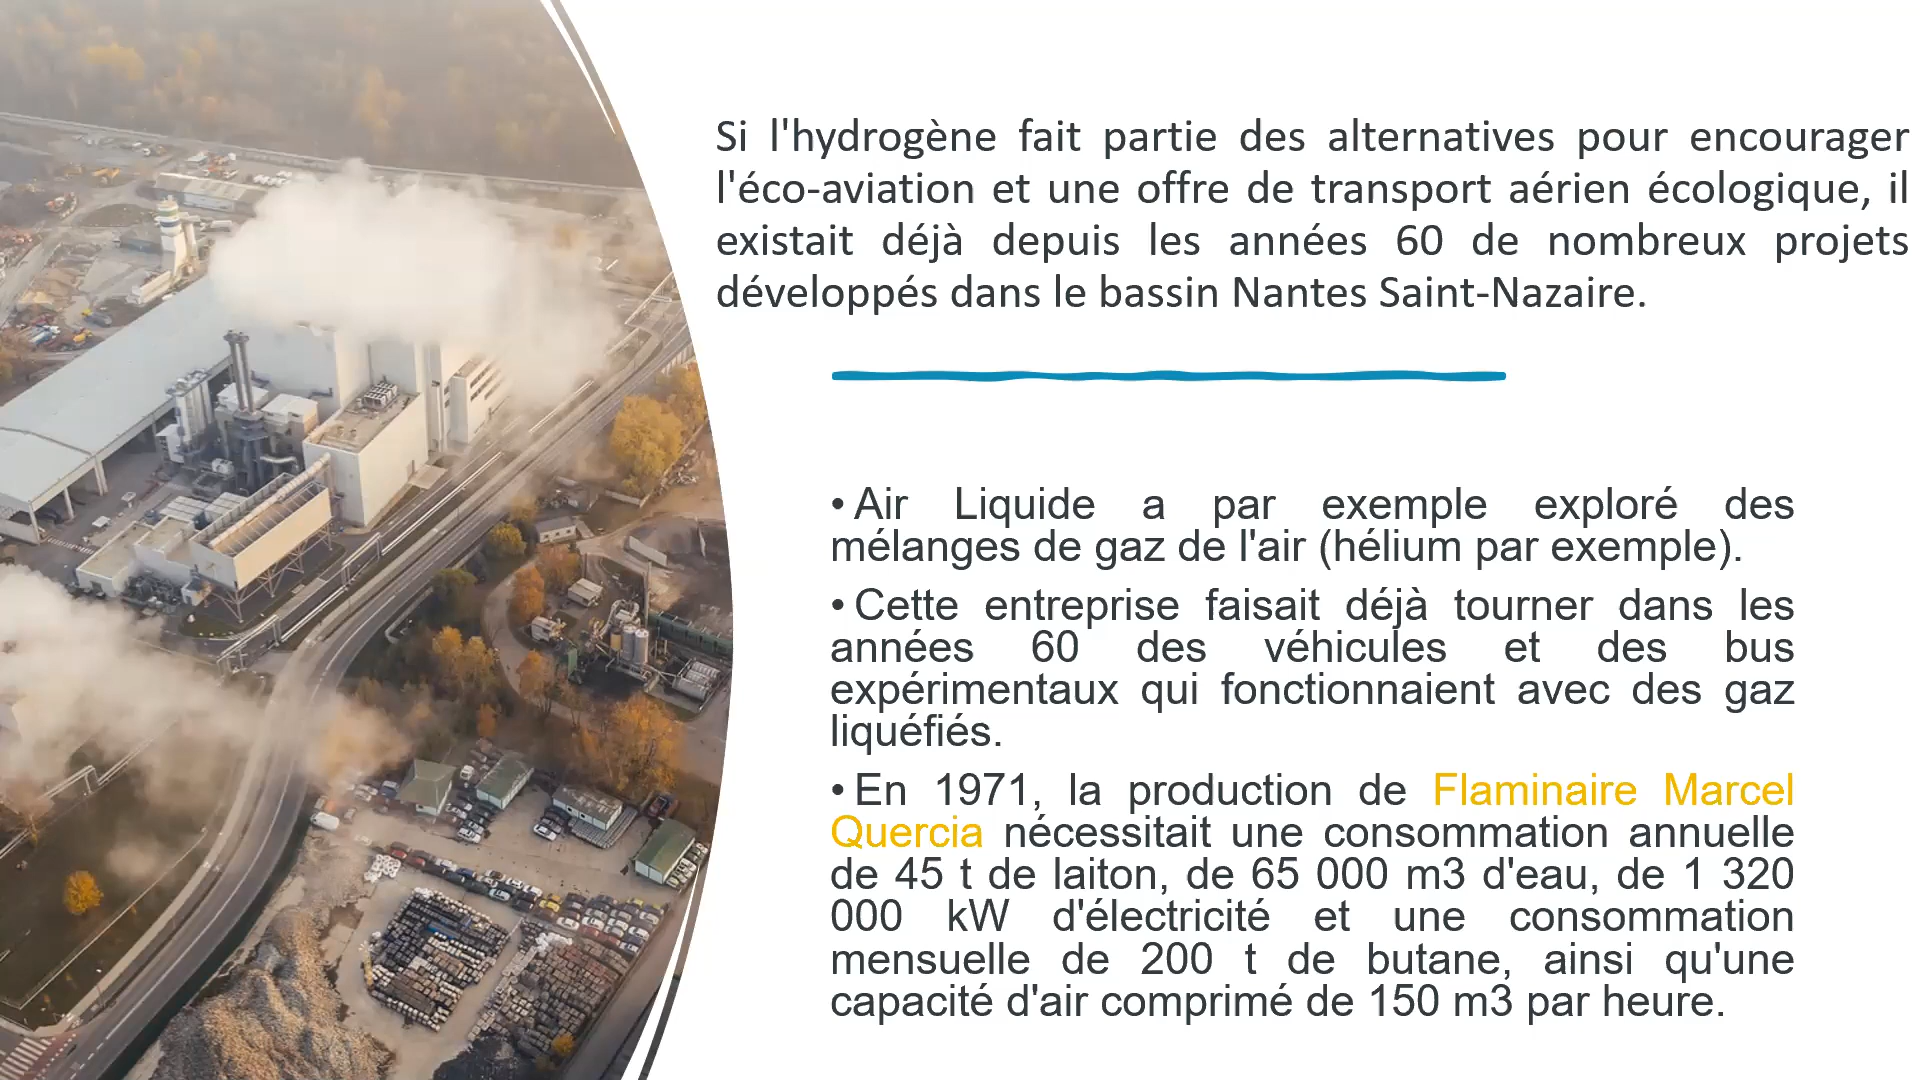 Si l'hydrogène fait partie des alternatives pour encourager
l'éco-aviation et une offre de transport aérien écologique, il
existait déjà depuis les années 60 de nombreux projets
développés dans le bassin Nantes Saint-Nazaire.
• Air Liquide a par exemple exploré des
mélanges de gaz de l'air (hélium par exemple).
• Cette entreprise faisait déjà tourner dans les
années 60 des véhicules et des bus
expérimentaux qui fonctionnaient avec des gaz
liquéfiés.
• En 1971, la production de Flaminaire Marcel
Quercia nécessitait une consommation annuelle
de 45 t de laiton, de 65 000 m3 d'eau, de 1 320
000 kW d'électricité et une consommation
mensuelle de 200 t de butane, ainsi qu'une
capacité d'air comprimé de 150 m3 par heure.